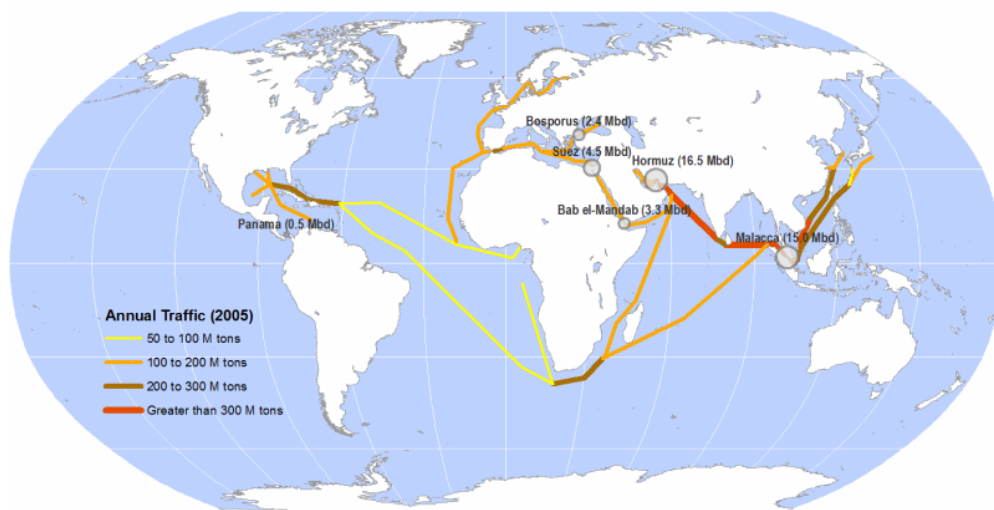 Bosporus (2.4 Mbd)
Suez (4.5 Mbd)
Hormuz (16.5 Mbd)
Bab el-Mandab (3.3 Mbd)
Panama (0.5 Mbd)
Malacca (15.0 Mbd)
Annual Traffic (2005)
50 to 100 M tons
100 to 200 M tons
200 to 300 M tons
Greater than 300 M tons